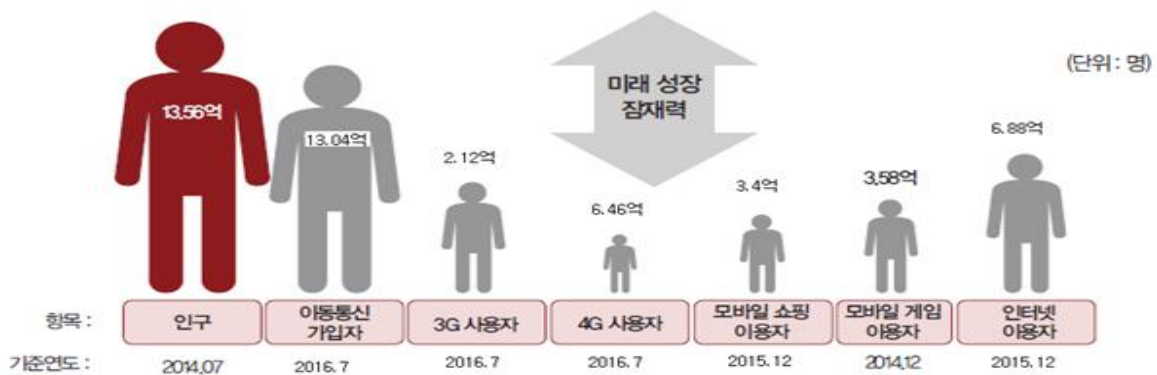 미래 성장
잠재력
(단위 : 명)
13.56억
13.04억
2.12억
6.46억
3.4억
3.58억
6.88억
항목 :
인구
이동통신
가입자
3G 사용자
4G 사용자
모바일 쇼핑
이용자
모바일 게임
이용자
인터넷
이용자
기준연도 :
2014.07
2016.7
2016.7
2016.7
2015.12
2014.12
2015.12